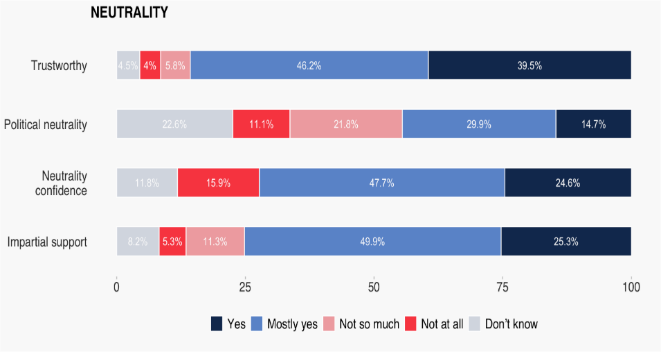 NEUTRALITY
Trustworthy
4.5% 4% 5.8% 46.2% 39.5%
Political neutrality
22.6% 11.1% 21.8% 29.9% 14.7%
Neutrality
confidence
11.8% 15.9% 47.7% 24.6%
Impartial support
8.2% 5.3% 11.3% 49.9% 25.3%
0 25 50 75 100
Yes Mostly yes Not so much Not at all Don't know